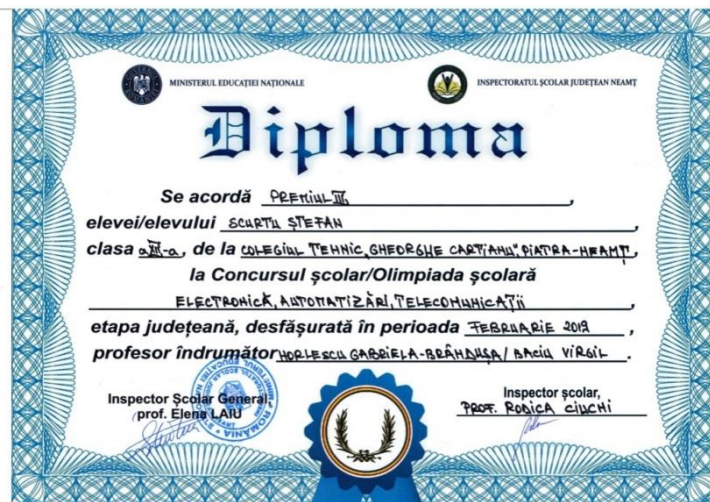 MINISTERUL EDUCAȚIEI NAȚIONALE
INSPECTORATUL ȘCOLAR JUDEȚEAN NEAMȚ
Diploma
Se acordă PREMIUL III,
elevei/elevului SCURTU ȘTEFAN
clasa a XII-a, de la COLEGIUL TEHNIC „GHEORGHE CARTIANU" PIATRA-NEAMȚ,
la Concursul școlar/Olimpiada școlară
ELECTRONICĂ, AUTOMATIZĂRI, TELECOMUNICAȚII,
etapa județeană, desfășurată în perioada FEBRUARIE 2019,
profesor îndrumător HORLESCU GABRIELA-BRÂNDUȘA / BACIU VIRGIL.
Inspector Școlar General,
prof. Elena LAIU
Inspector școlar,
PROF. RODICA CIUCHI